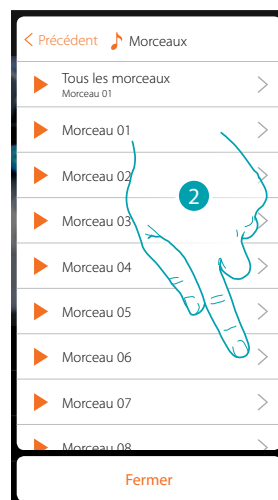 Précédent Morceaux
Tous les morceaux
Morceau 01
Morceau 01
Morceau 02
2
Morceau 03
Morceau 04
Morceau 05
Morceau 06
Morceau 07
Morceau 08
Fermer